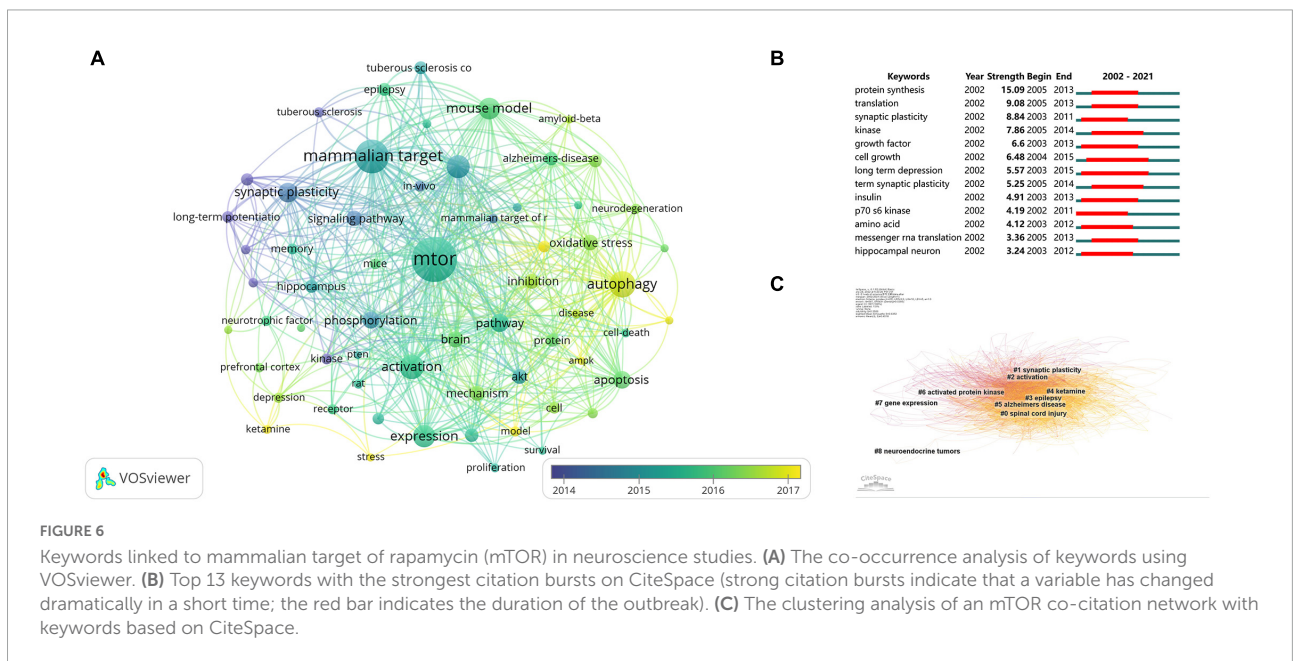 A
tuberous sclerosis co
epilepsy
tuberous sclerosis
mouse model
amyloid-beta
mammalian target
alzheimers-disease
in-vivo
synaptic plasticity
long-term potentiatio
signaling pathway
mammalian target of r
neurodegeneration
memory
oxidative stress
mtor
mice
hippocampus
inhibition
autophagy
neurotrophic factor
phosphorylation
pathway
disease
cell-death
kinase
pten
brain
protein
prefrontal cortex
activation
akt
ampk
apoptosis
rat
mechanism
depression
receptor
cell
ketamine
expression
model
stress
survival
proliferation
VOSviewer
2014 2015 2016 2017
B
Keywords Year Strength Begin End 2002 - 2021
protein synthesis 2002 15.09 2005 2013
translation 2002 9.08 2005 2013
synaptic plasticity 2002 8.84 2003 2011
kinase 2002 7.86 2005 2014
growth factor 2002 6.6 2003 2013
cell growth 2002 6.48 2004 2015
long term depression 2002 5.57 2003 2015
term synaptic plasticity 2002 5.25 2005 2014
insulin 2002 4.91 2003 2013
p70 s6 kinase 2002 4.19 2002 2011
amino acid 2002 4.12 2003 2012
messenger rna translation 2002 3.36 2005 2013
hippocampal neuron 2002 3.24 2003 2012
C
#1 synaptic plasticity
#2 activation
#6 activated protein kinase
#4 ketamine
#3 epilepsy
#7 gene expression
#5 alzheimers disease
#0 spinal cord injury
#8 neuroendocrine tumors
CiteSpace
FIGURE 6
Keywords linked to mammalian target of rapamycin (mTOR) in neuroscience studies. (A) The co-occurrence analysis of keywords using
VOSviewer. (B) Top 13 keywords with the strongest citation bursts on CiteSpace (strong citation bursts indicate that a variable has changed
dramatically in a short time; the red bar indicates the duration of the outbreak). (C) The clustering analysis of an mTOR co-citation network with
keywords based on CiteSpace.